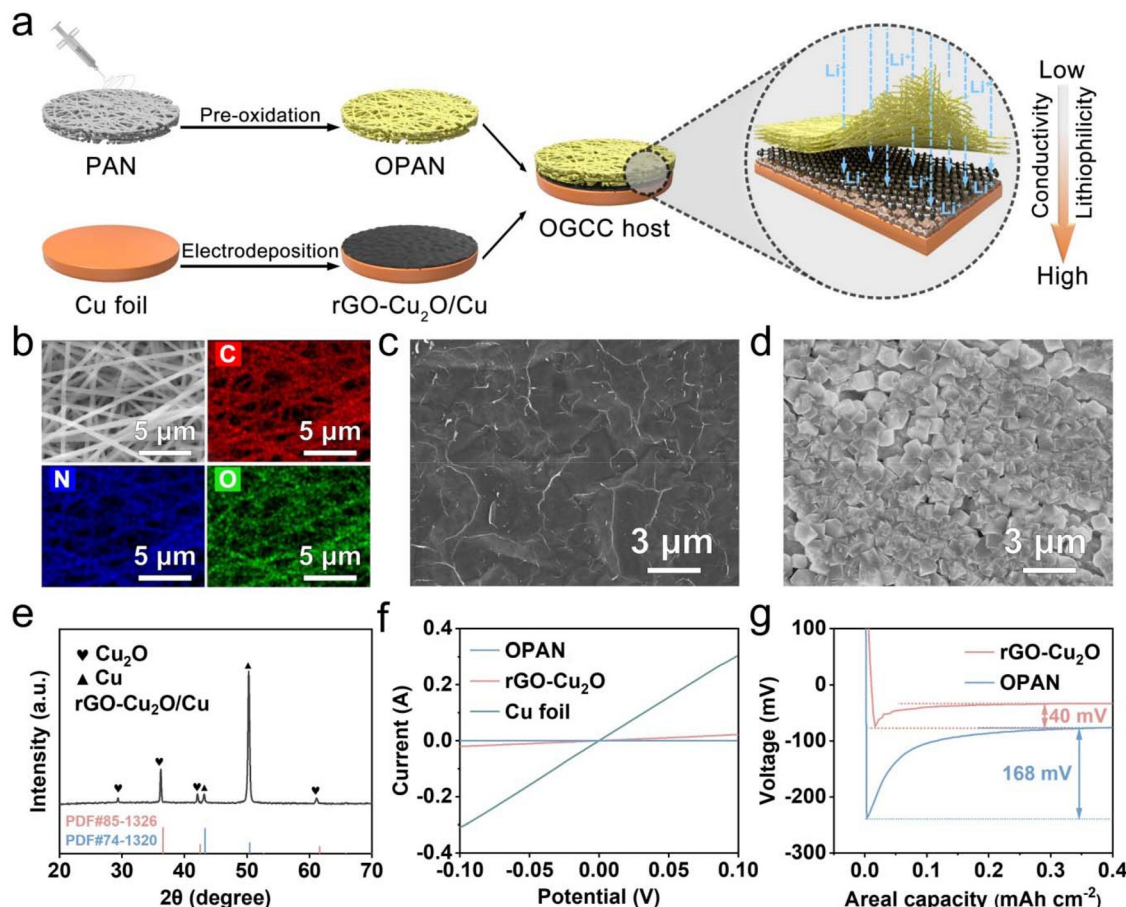 a
PAN
Pre-oxidation
OPAN
Cu foil
Electrodeposition
rGO-Cu₂O/Cu
OGCC host
Li⁺
Li⁺
Li⁺
Li⁺
Li⁺
Li⁺
Li⁺
Low
Conductivity
Lithiophilicity
High
b
5 μm
C
5 μm
N
5 μm
O
5 μm
c
3 μm
d
3 μm
e
♥ Cu₂O
▲ Cu
rGO-Cu₂O/Cu
Intensity (a.u.)
PDF#85-1326
PDF#74-1320
20 30 40 50 60 70
2θ (degree)
f
OPAN
rGO-Cu₂O
Cu foil
Current (A)
0.4
0.2
0.0
-0.2
-0.4
-0.10 -0.05 0.00 0.05 0.10
Potential (V)
g
rGO-Cu₂O
OPAN
40 mV
168 mV
Voltage (mV)
100
0
-100
-200
-300
0.0 0.1 0.2 0.3 0.4
Areal capacity (mAh cm⁻²)